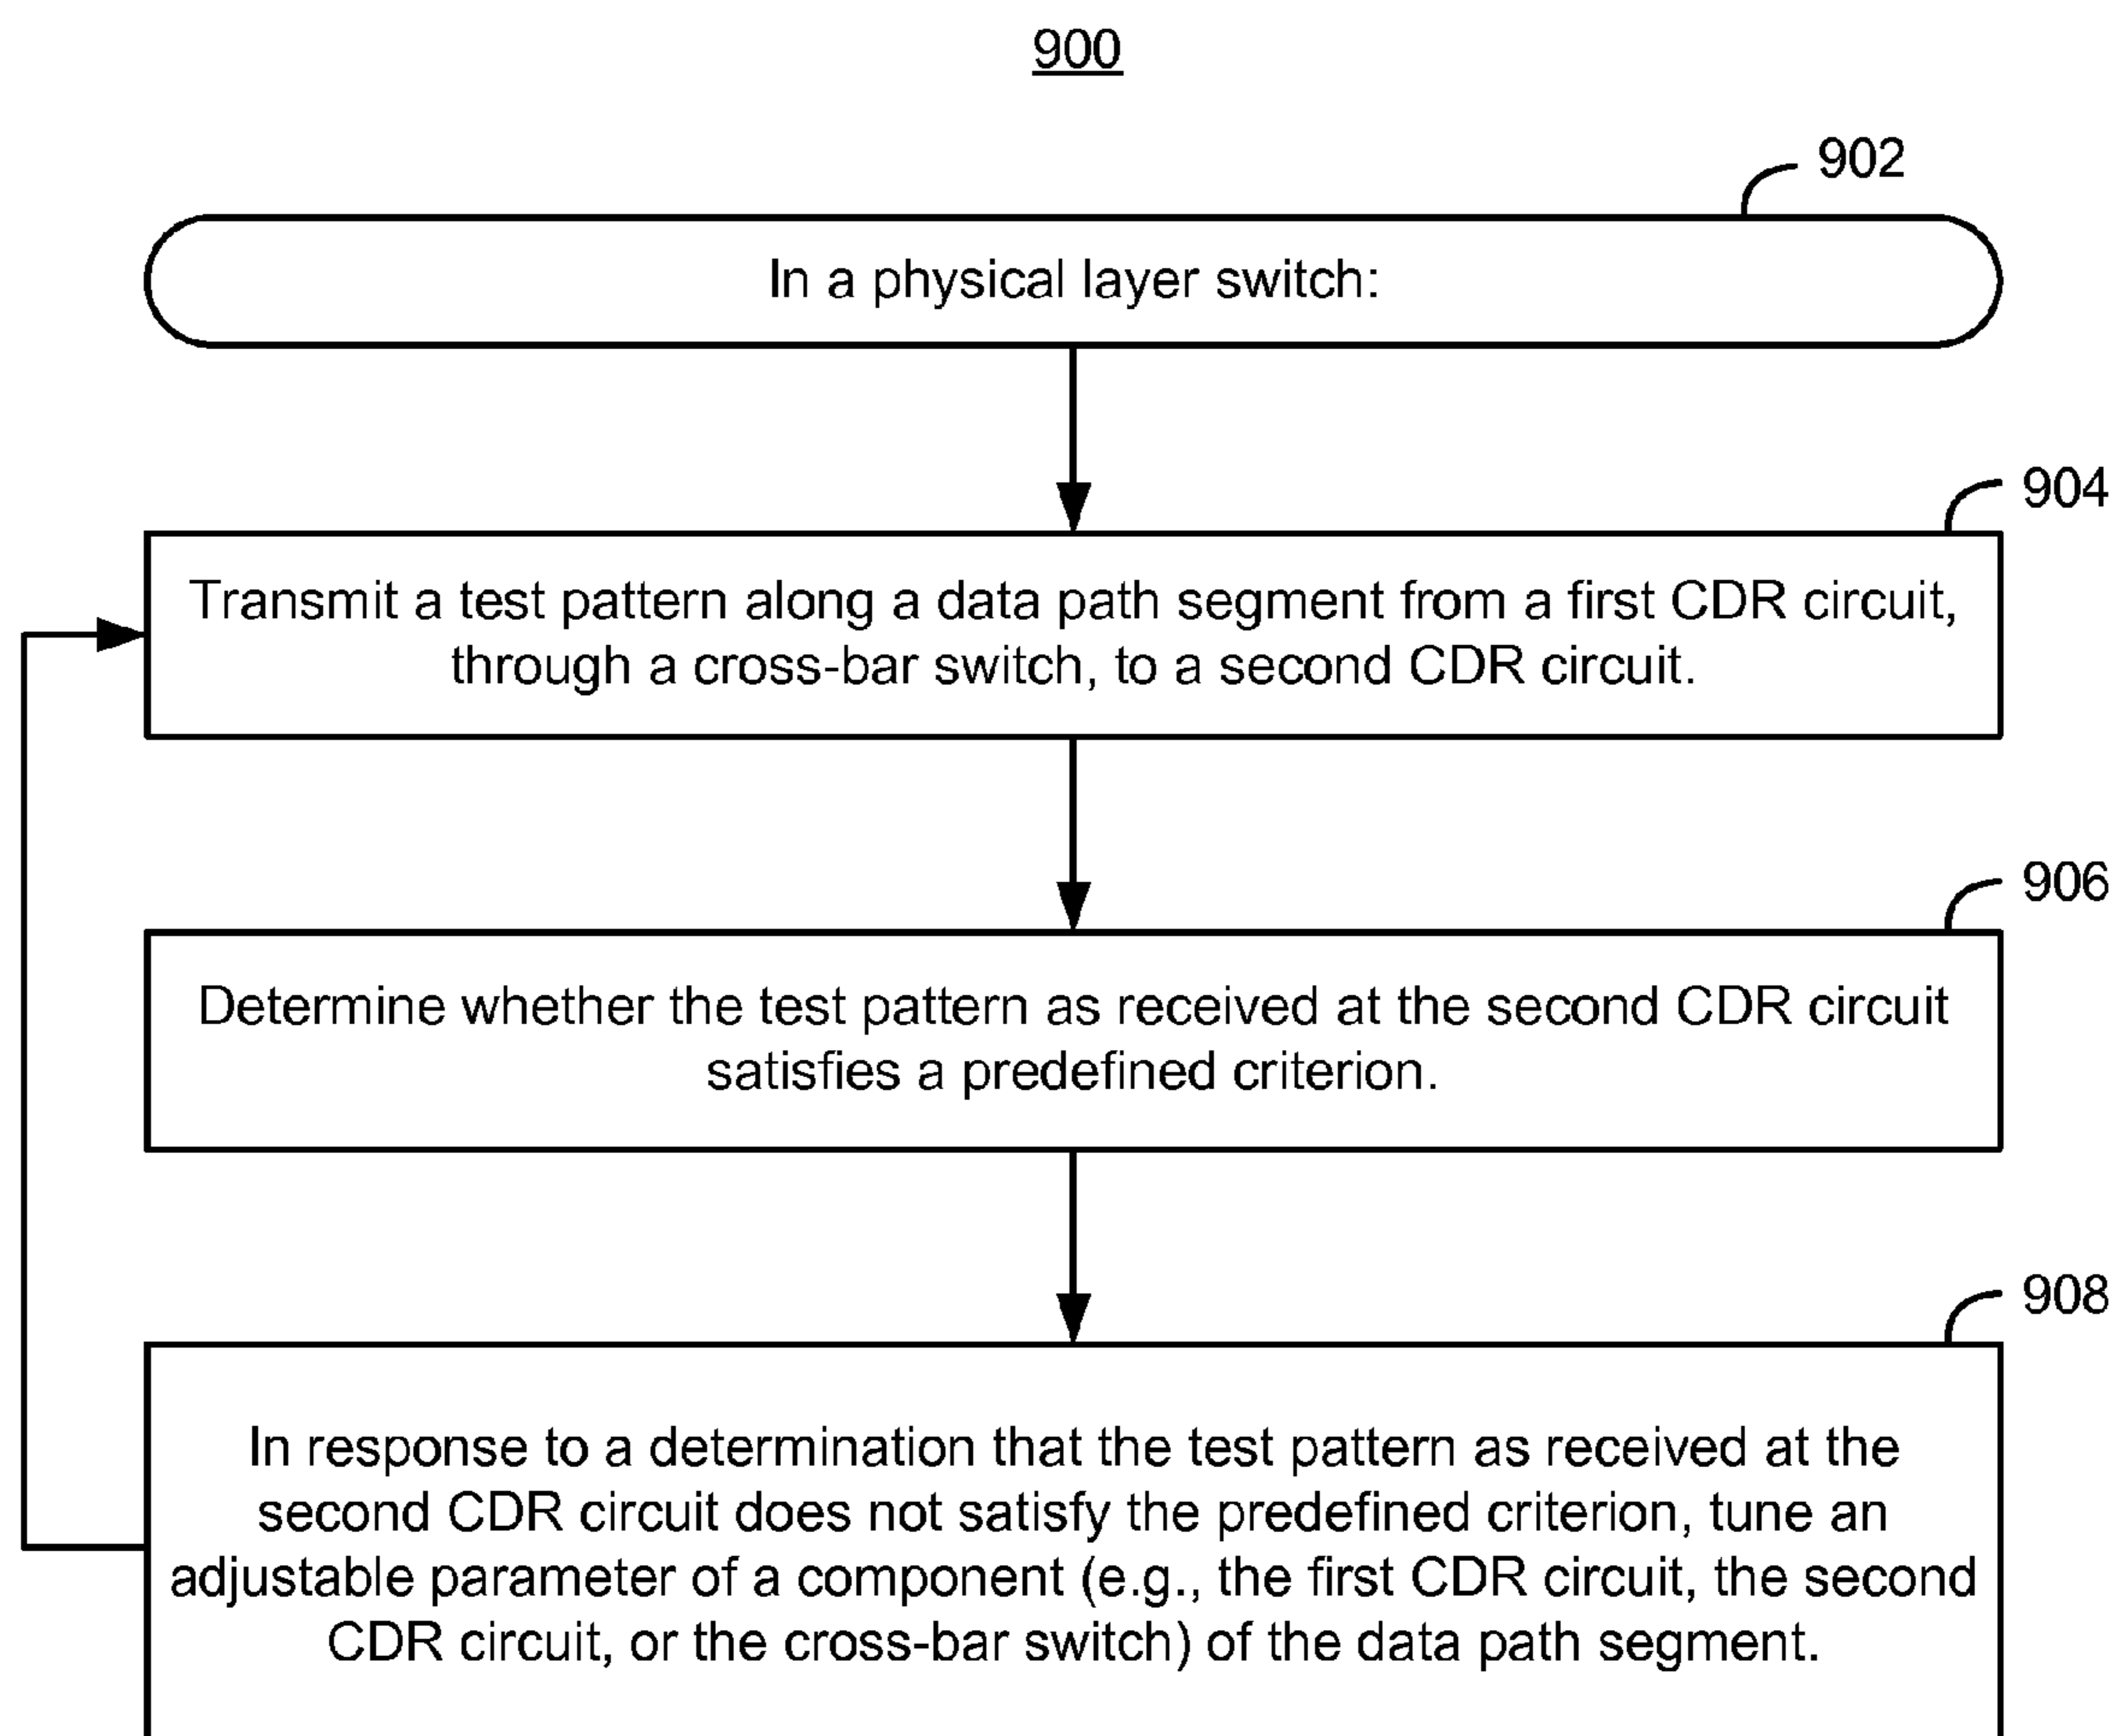 900
902
In a physical layer switch:
904
Transmit a test pattern along a data path segment from a first CDR circuit,
through a cross-bar switch, to a second CDR circuit.
906
Determine whether the test pattern as received at the second CDR circuit
satisfies a predefined criterion.
908
In response to a determination that the test pattern as received at the
second CDR circuit does not satisfy the predefined criterion, tune an
adjustable parameter of a component (e.g., the first CDR circuit, the second
CDR circuit, or the cross-bar switch) of the data path segment.